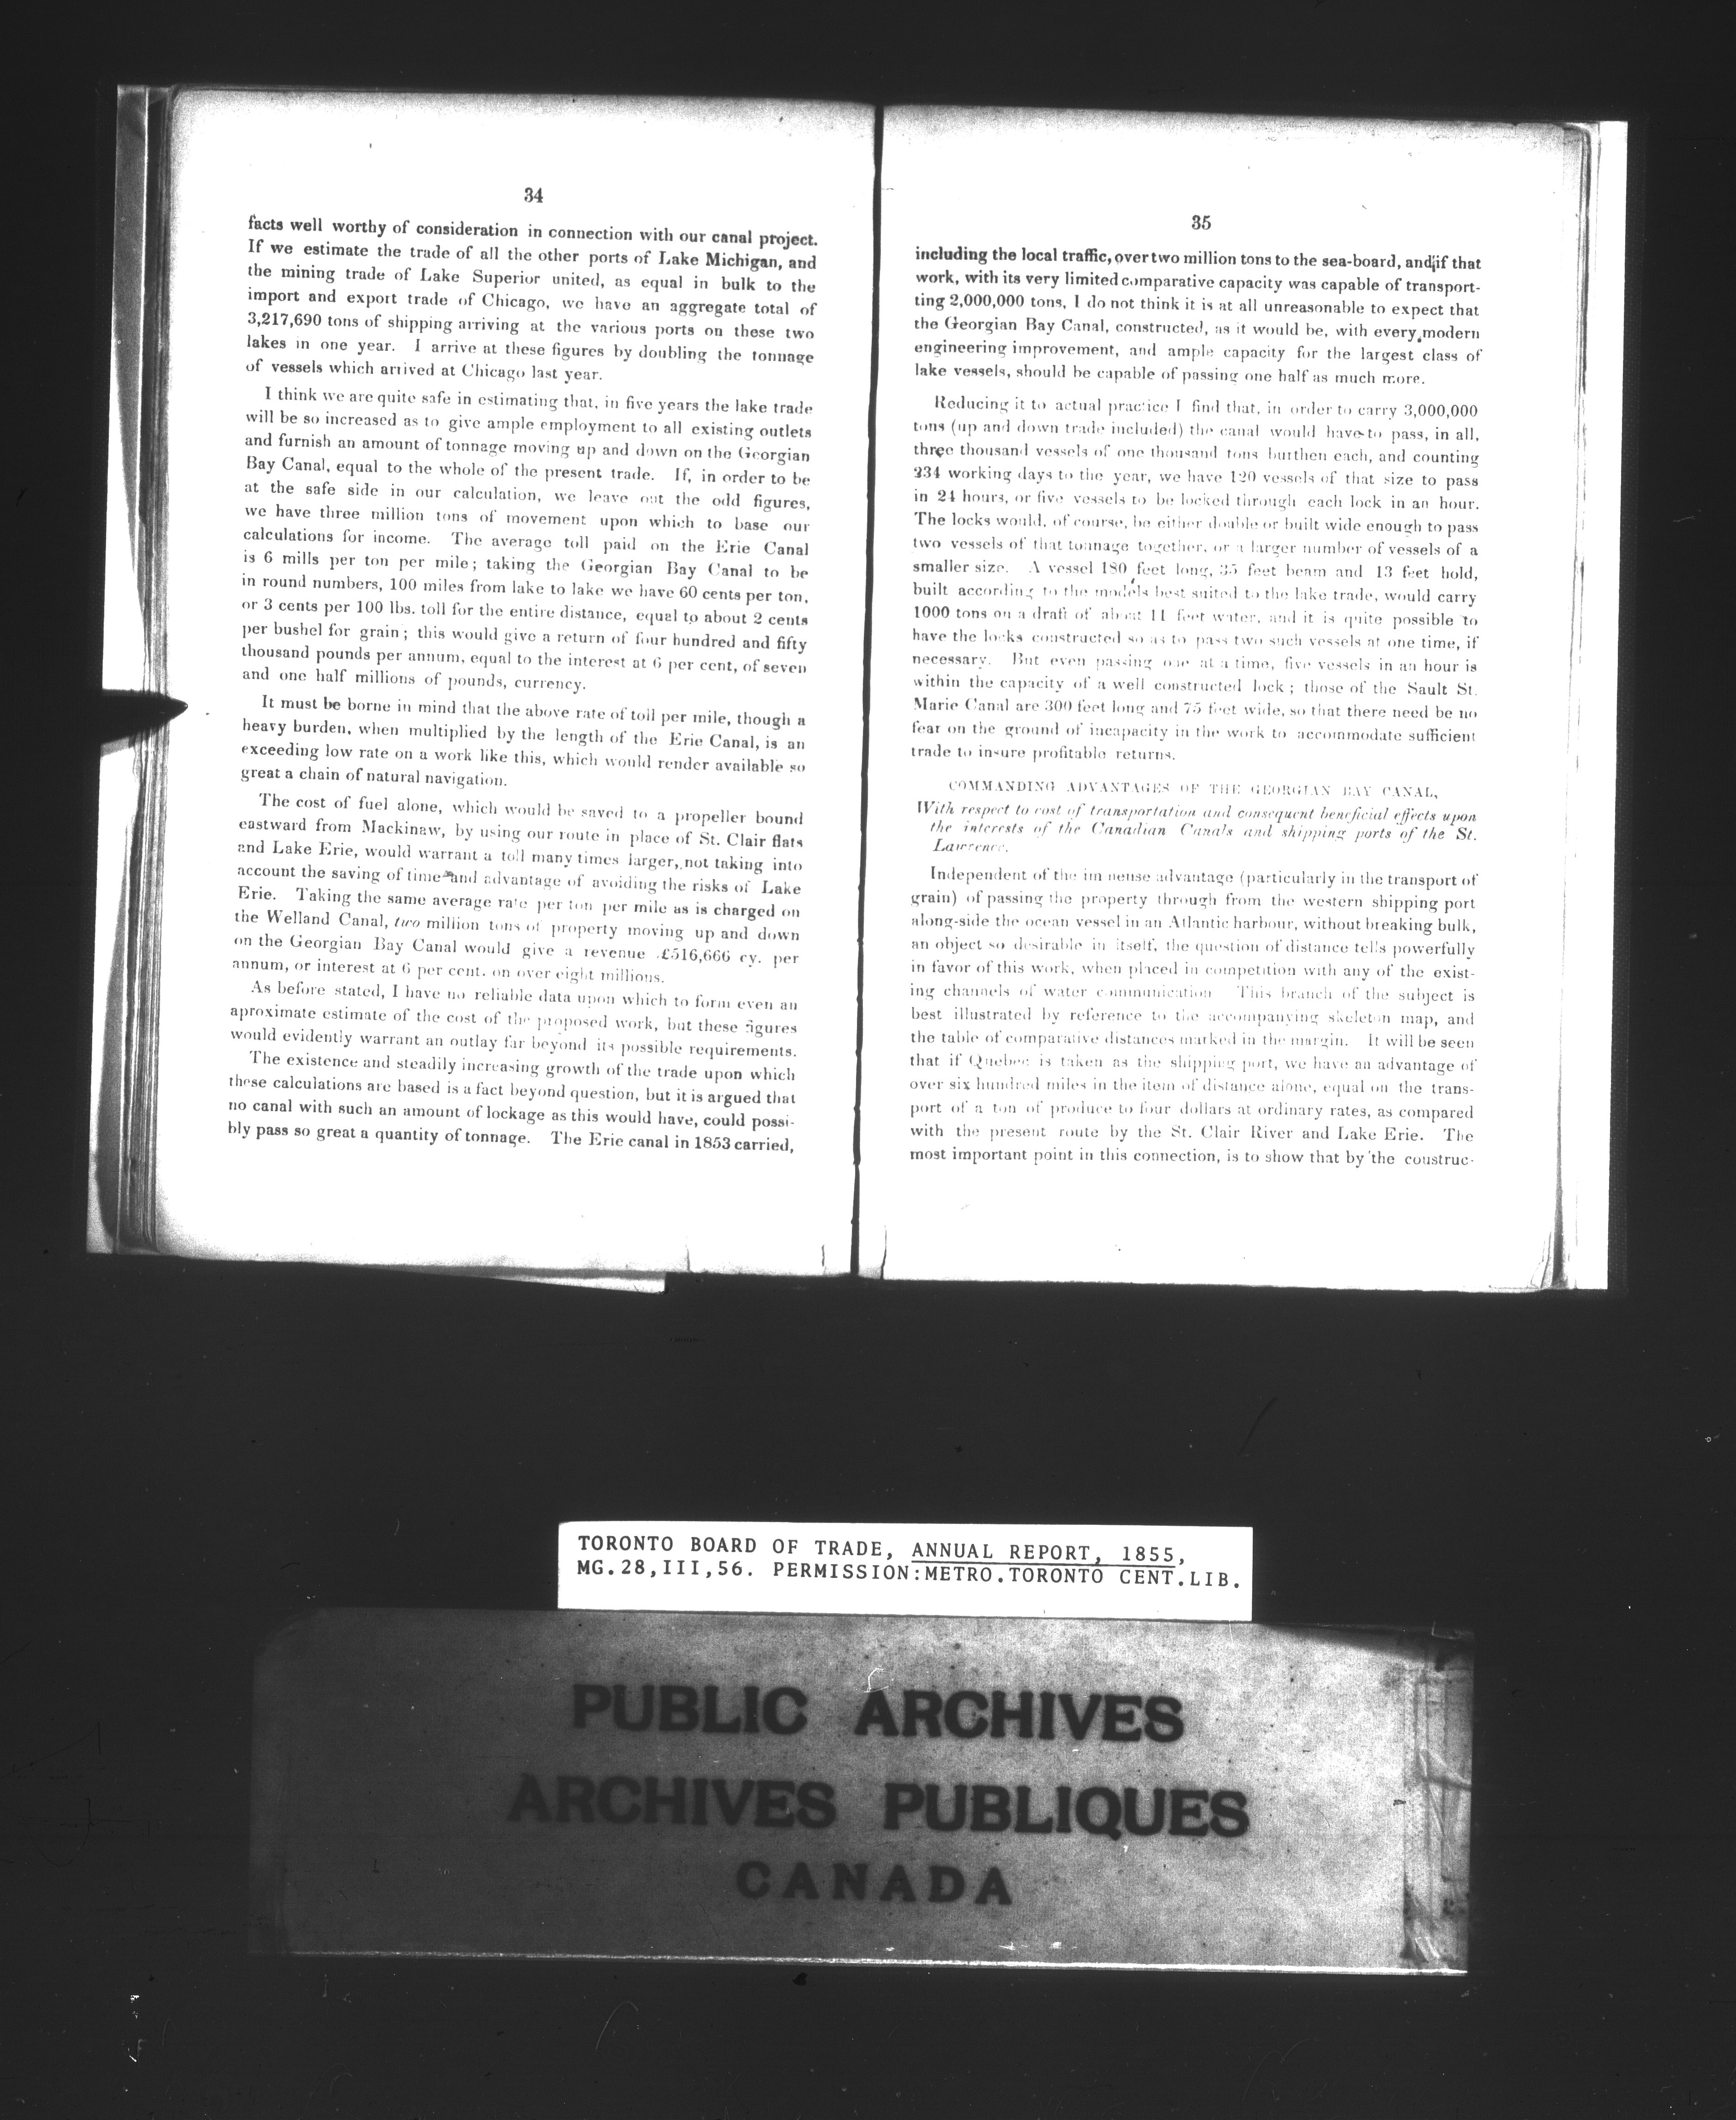 34
facts well worthy of consideration in connection with our canal project.
If we estimate the trade of all the other ports of Lake Michigan, and
the mining trade of Lake Superior united, as equal in bulk to the
import and export trade of Chicago, we have an aggregate total of
3,217,690 tons of shipping arriving at the various ports on these two
lakes in one year. I arrive at these figures by doubling the tonnage
of vessels which arrived at Chicago last year.
I think we are quite safe in estimating that, in five years the lake trade
will be so increased as to give ample employment to all existing outlets
and furnish an amount of tonnage moving up and down on the Georgian
Bay Canal, equal to the whole of the present trade. If, in order to be
at the safe side in our calculation, we leave out the odd figures,
we have three million tons of movement upon which to base our
calculations for income. The average toll paid on the Erie Canal
is 6 mills per ton per mile; taking the Georgian Bay Canal to be
in round numbers, 100 miles from lake to lake we have 60 cents per ton,
or 3 cents per 100 lbs. toll for the entire distance, equal to about 2 cents
per bushel for grain; this would give a return of four hundred and fifty
thousand pounds per annum, equal to the interest at 6 per cent, of seven
and one half millions of pounds, currency.
It must be borne in mind that the above rate of toll per mile, though a
heavy burden, when multiplied by the length of the Erie Canal, is an
exceeding low rate on a work like this, which would render available so
great a chain of natural navigation.
The cost of fuel alone, which would be saved to a propeller bound
eastward from Mackinaw, by using our route in place of St. Clair flats
and Lake Erie, would warrant a toll many times larger, not taking into
account the saving of time and advantage of avoiding the risks of Lake
Erie. Taking the same average rate per ton per mile as is charged on
the Welland Canal, two million tons of property moving up and down
on the Georgian Bay Canal would give a revenue £516,666 cy. per
annum, or interest at 6 per cent. on over eight millions.
As before stated, I have no reliable data upon which to form even an
aproximate estimate of the cost of the proposed work, but these figures
would evidently warrant an outlay far beyond its possible requirements.
The existence and steadily increasing growth of the trade upon which
these calculations are based is a fact beyond question, but it is argued that
no canal with such an amount of lockage as this would have, could possi-
bly pass so great a quantity of tonnage. The Erie canal in 1853 carried,
35
including the local traffic, over two million tons to the sea-board, and if that
work, with its very limited comparative capacity was capable of transport-
ting 2,000,000 tons, I do not think it is at all unreasonable to expect that
the Georgian Bay Canal, constructed, as it would be, with every modern
engineering improvement, and ample capacity for the largest class of
lake vessels, should be capable of passing one half as much more.
Reducing it to actual practice I find that, in order to carry 3,000,000
tons (up and down trade included) the canal would have to pass, in all,
three thousand vessels of one thousand tons burthen each, and counting
234 working days to the year, we have 120 vessels of that size to pass
in 24 hours, or five vessels to be locked through each lock in an hour.
The locks would, of course, be either double or built wide enough to pass
two vessels of that tonnage together, or a larger number of vessels of a
smaller size. A vessel 180 feet long, 35 feet beam and 13 feet hold,
built according to the models best suited to the lake trade, would carry
1000 tons on a draft of about 11 feet water, and it is quite possible to
have the locks constructed so as to pass two such vessels at one time, if
necessary. But even passing one at a time, five vessels in an hour is
within the capacity of a well constructed lock; those of the Sault St.
Marie Canal are 300 feet long and 75 feet wide, so that there need be no
fear on the ground of incapacity in the work to accommodate sufficient
trade to insure profitable returns.
COMMANDING ADVANTAGES OF THE GEORGIAN BAY CANAL,
With respect to cost of transportation and consequent beneficial effects upon
the interests of the Canadian Canals and shipping ports of the St.
Lawrence.
Independent of the immense advantage (particularly in the transport of
grain) of passing the property through from the western shipping port
along-side the ocean vessel in an Atlantic harbour, without breaking bulk,
an object so desirable in itself, the question of distance tells powerfully
in favor of this work, when placed in competition with any of the exist-
ing channels of water communication This branch of the subject is
best illustrated by reference to the accompanying skeleton map, and
the table of comparative distances marked in the margin. It will be seen
that if Quebec is taken as the shipping port, we have an advantage of
over six hundred miles in the item of distance alone, equal on the trans-
port of a ton of produce to four dollars at ordinary rates, as compared
with the present route by the St. Clair River and Lake Erie. The
most important point in this connection, is to show that by the construc-
TORONTO BOARD OF TRADE, ANNUAL REPORT, 1855,
MG.28,III,56. PERMISSION:METRO.TORONTO CENT.LIB.
PUBLIC ARCHIVES
ARCHIVES PUBLIQUES
CANADA